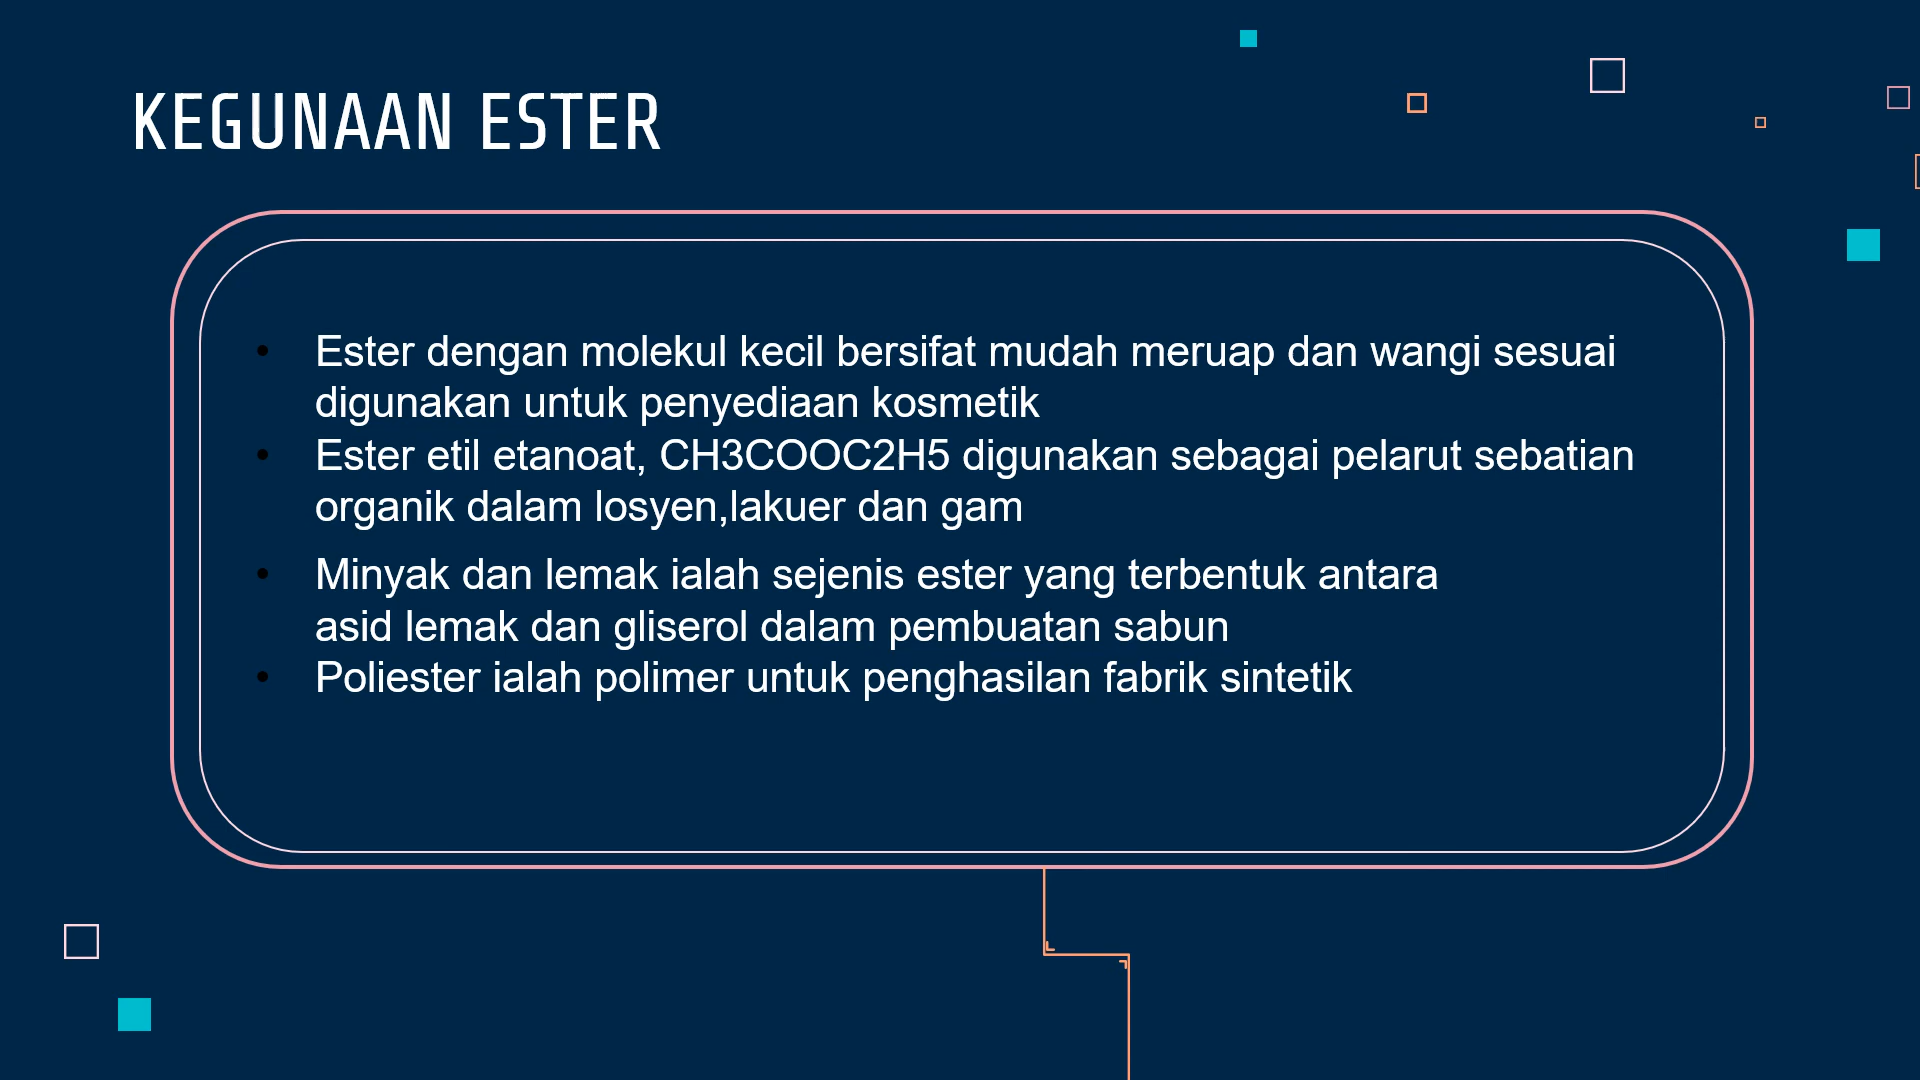 KEGUNAAN ESTER
• Ester dengan molekul kecil bersifat mudah meruap dan wangi sesuai
digunakan untuk penyediaan kosmetik
• Ester etil etanoat, CH3COOC2H5 digunakan sebagai pelarut sebatian
organik dalam losyen,lakuer dan gam
• Minyak dan lemak ialah sejenis ester yang terbentuk antara
asid lemak dan gliserol dalam pembuatan sabun
• Poliester ialah polimer untuk penghasilan fabrik sintetik